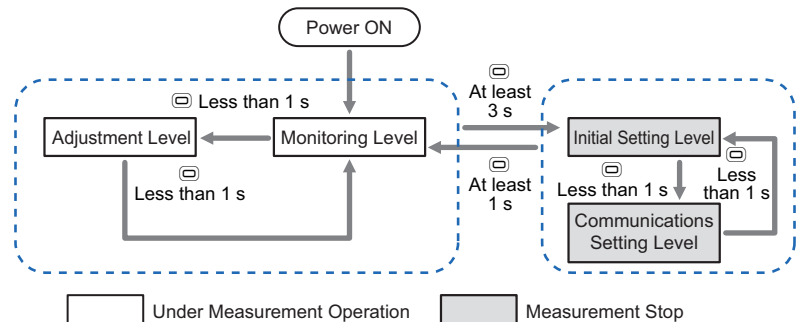 Power ON
Less than 1 s
Adjustment Level
Monitoring Level
Less than 1 s
At least
3 s
At least
1 s
Initial Setting Level
Less than 1 s
Less
than 1 s
Communications
Setting Level
Under Measurement Operation
Measurement Stop